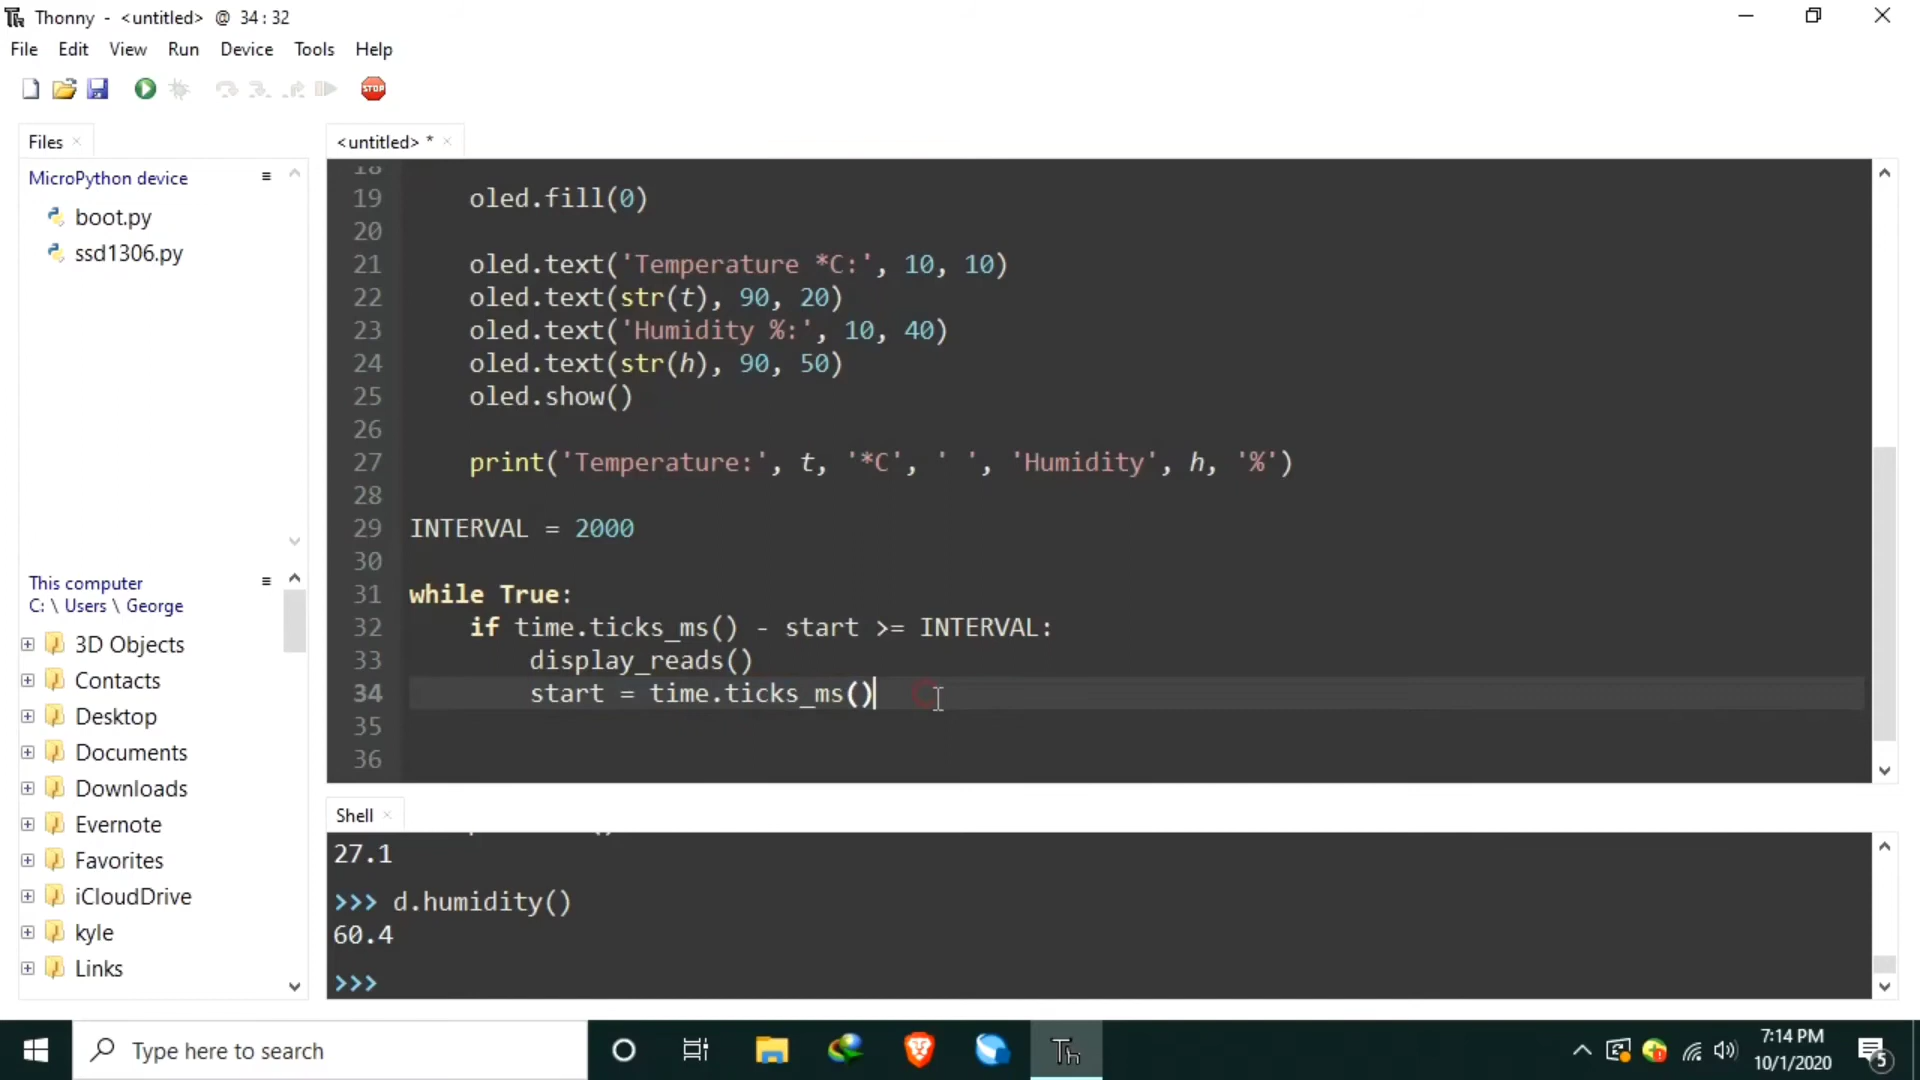 Thonny - <untitled> @ 34:32
File Edit View Run Device Tools Help
STOP
Files
<untitled> *
MicroPython device
boot.py
ssd1306.py
This computer
C: \ Users \ George
3D Objects
Contacts
Desktop
Documents
Downloads
Evernote
Favorites
iCloudDrive
kyle
Links
18
19 oled.fill(0)
20
21 oled.text('Temperature *C:', 10, 10)
22 oled.text(str(t), 90, 20)
23 oled.text('Humidity %:', 10, 40)
24 oled.text(str(h), 90, 50)
25 oled.show()
26
27 print('Temperature:', t, '*C', ' ', 'Humidity', h, '%')
28
29 INTERVAL = 2000
30
31 while True:
32 if time.ticks_ms() - start >= INTERVAL:
33 display_reads()
34 start = time.ticks_ms()
35
36
Shell
27.1
>>> d.humidity()
60.4
>>>
Type here to search
Th
7:14 PM
10/1/2020
5